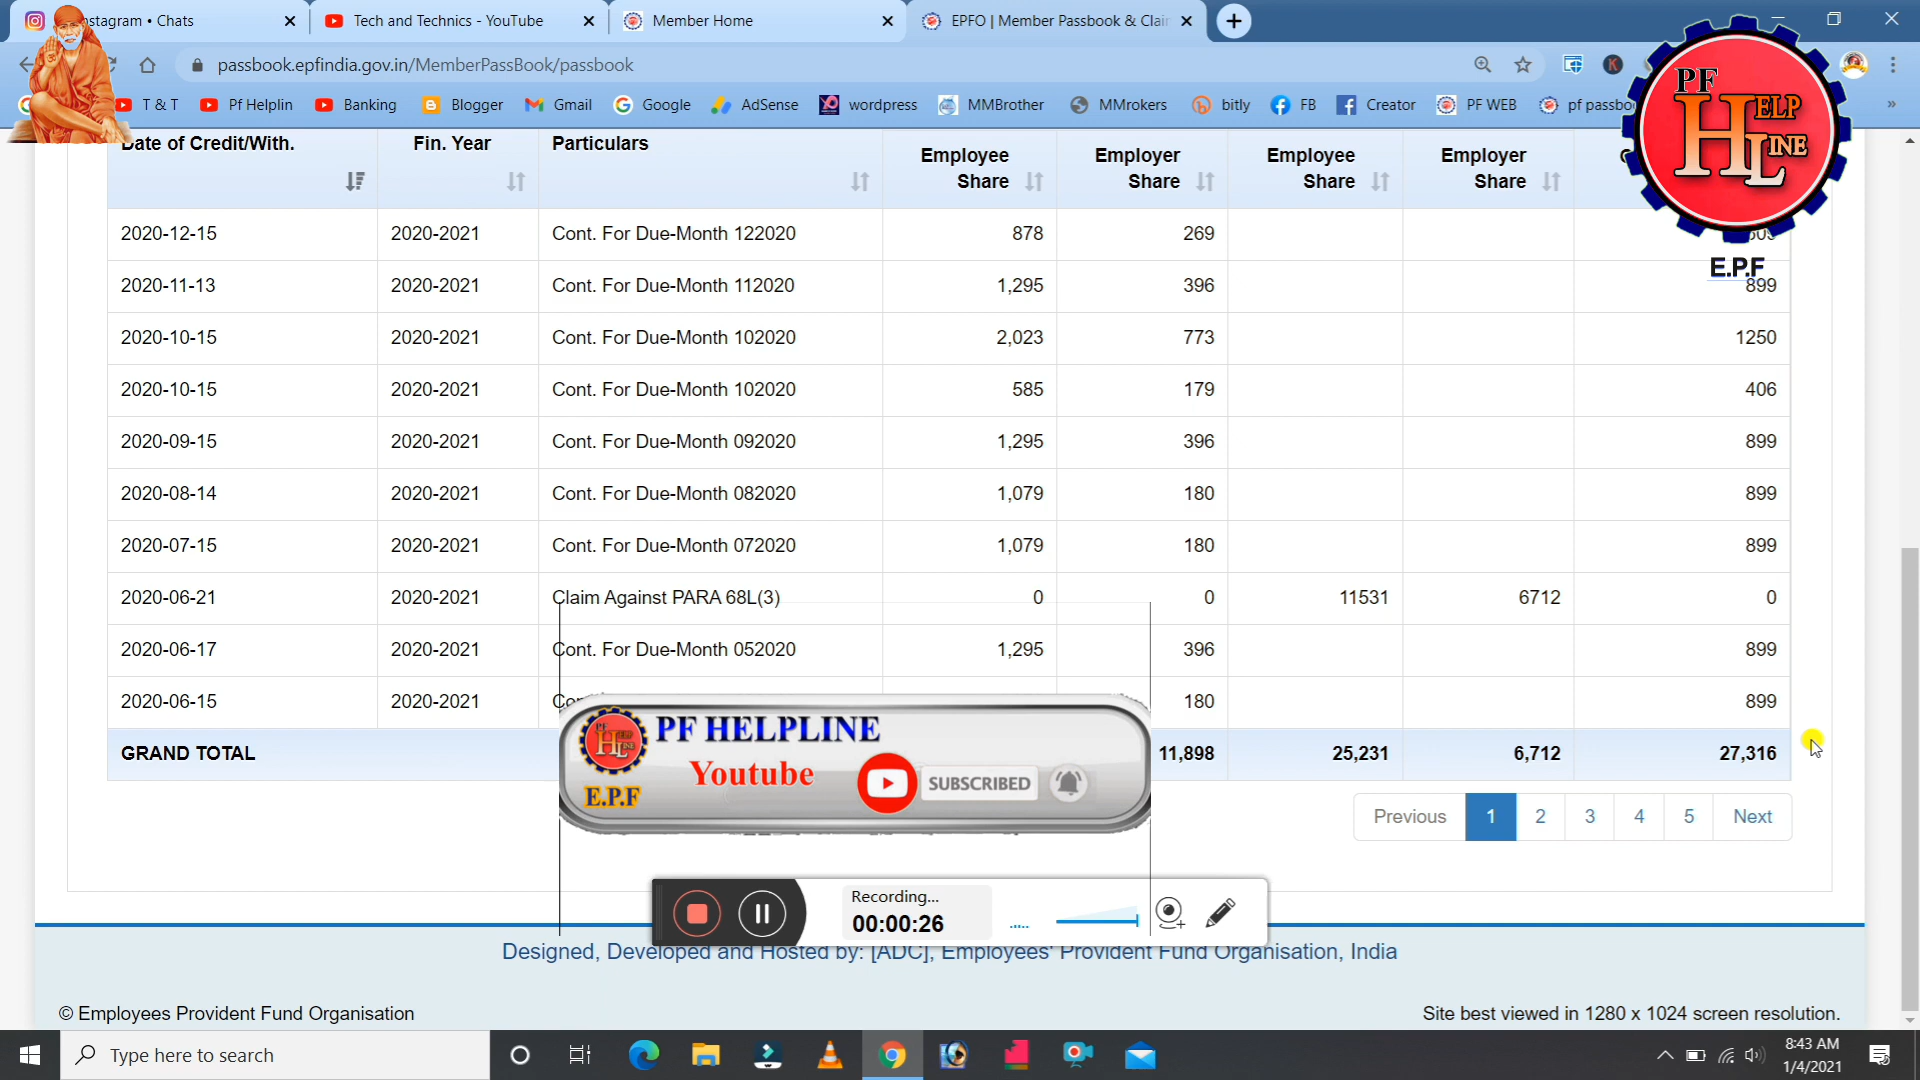 nstagram • Chats
Tech and Technics - YouTube
Member Home
EPFO | Member Passbook & Clai
passbook.epfindia.gov.in/MemberPassBook/passbook
T & T
Pf Helplin
Banking
Blogger
Gmail
Google
AdSense
wordpress
MMBrother
MMrokers
bitly
FB
Creator
PF WEB
pf passbo
PF
HELP
LINE
E.P.F
Date of Credit/With. Fin. Year Particulars Employee Share Employer Share Employee Share Employer Share
2020-12-15 2020-2021 Cont. For Due-Month 122020 878 269
2020-11-13 2020-2021 Cont. For Due-Month 112020 1,295 396 899
2020-10-15 2020-2021 Cont. For Due-Month 102020 2,023 773 1250
2020-10-15 2020-2021 Cont. For Due-Month 102020 585 179 406
2020-09-15 2020-2021 Cont. For Due-Month 092020 1,295 396 899
2020-08-14 2020-2021 Cont. For Due-Month 082020 1,079 180 899
2020-07-15 2020-2021 Cont. For Due-Month 072020 1,079 180 899
2020-06-21 2020-2021 Claim Against PARA 68L(3) 0 0 11531 6712 0
2020-06-17 2020-2021 Cont. For Due-Month 052020 1,295 396 899
2020-06-15 2020-2021 180 899
GRAND TOTAL 11,898 25,231 6,712 27,316
PF HELPLINE
Youtube
SUBSCRIBED
E.P.F
Previous 1 2 3 4 5 Next
Recording...
00:00:26
Designed, Developed and Hosted by: [ADC], Employees' Provident Fund Organisation, India
© Employees Provident Fund Organisation
Site best viewed in 1280 x 1024 screen resolution.
Type here to search
8:43 AM
1/4/2021